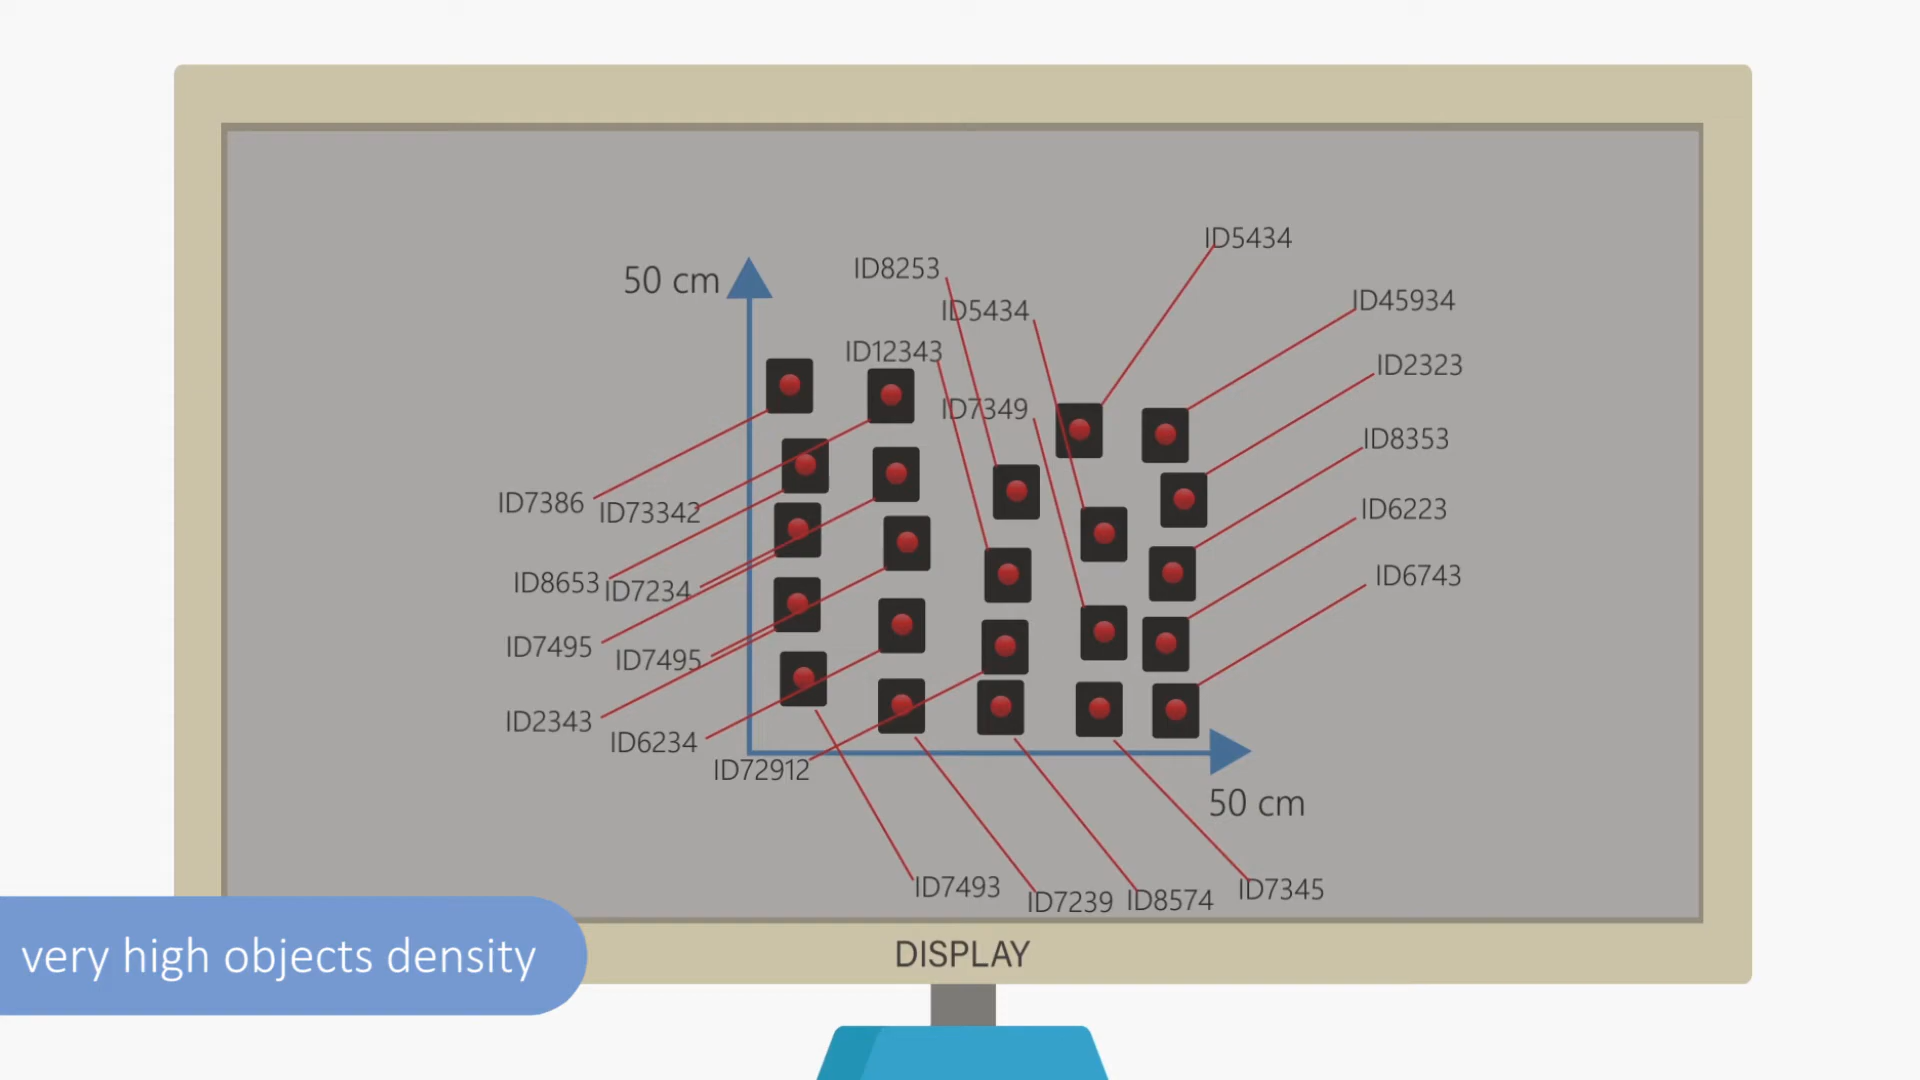 ID5434
ID8253
50 cm
ID45934
ID5434
ID12343
ID2323
ID7349
ID8353
ID7386
ID73342
ID6223
ID8653
ID7234
ID6743
ID7495
ID7495
ID2343
ID6234
ID72912
50 cm
ID7493
ID7239
ID8574
ID7345
DISPLAY
very high objects density